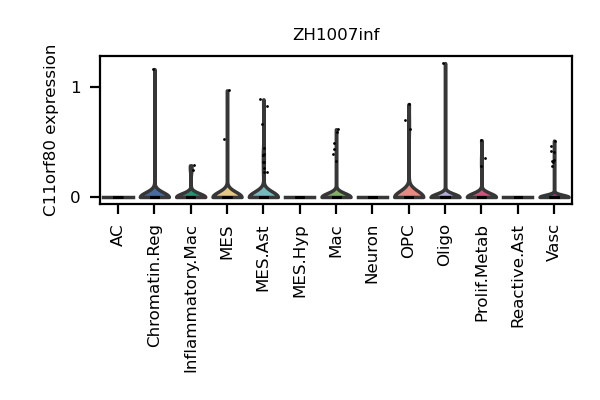 ZH1007inf
C11orf80 expression
1
0
AC
Chromatin.Reg
Inflammatory.Mac
MES
MES.Ast
MES.Hyp
Mac
Neuron
OPC
Oligo
Prolif.Metab
Reactive.Ast
Vasc